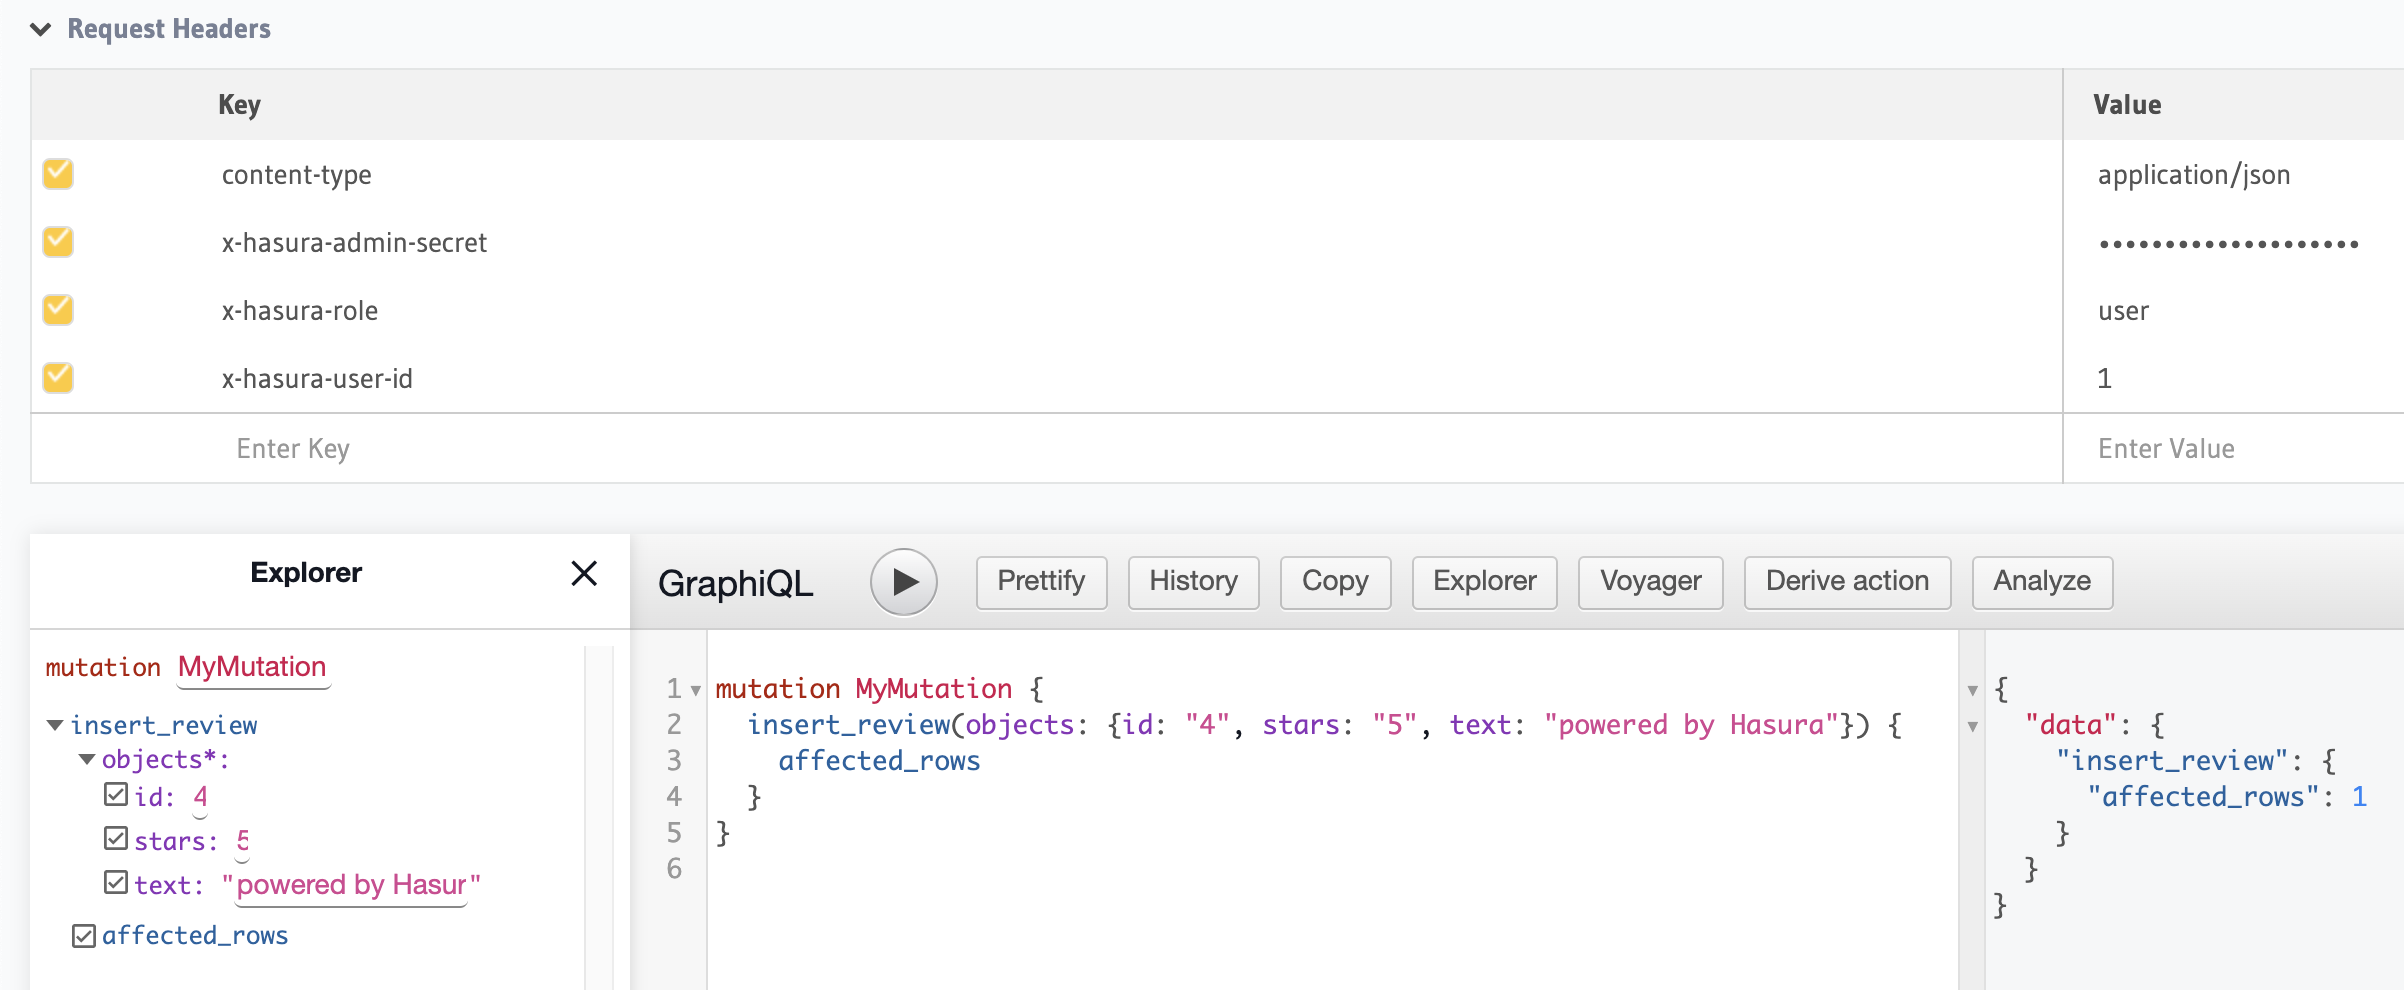 Request Headers
Key Value
content-type application/json
x-hasura-admin-secret ••••••••••••••••••••
x-hasura-role user
x-hasura-user-id 1
Enter Key Enter Value
Explorer
GraphiQL Prettify History Copy Explorer Voyager Derive action Analyze
mutation MyMutation
insert_review
objects*:
id: 4
stars: 5
text: "powered by Hasur"
affected_rows
1 mutation MyMutation {
2 insert_review(objects: {id: "4", stars: "5", text: "powered by Hasura"}) {
3 affected_rows
4 }
5 }
6
{
"data": {
"insert_review": {
"affected_rows": 1
}
}
}